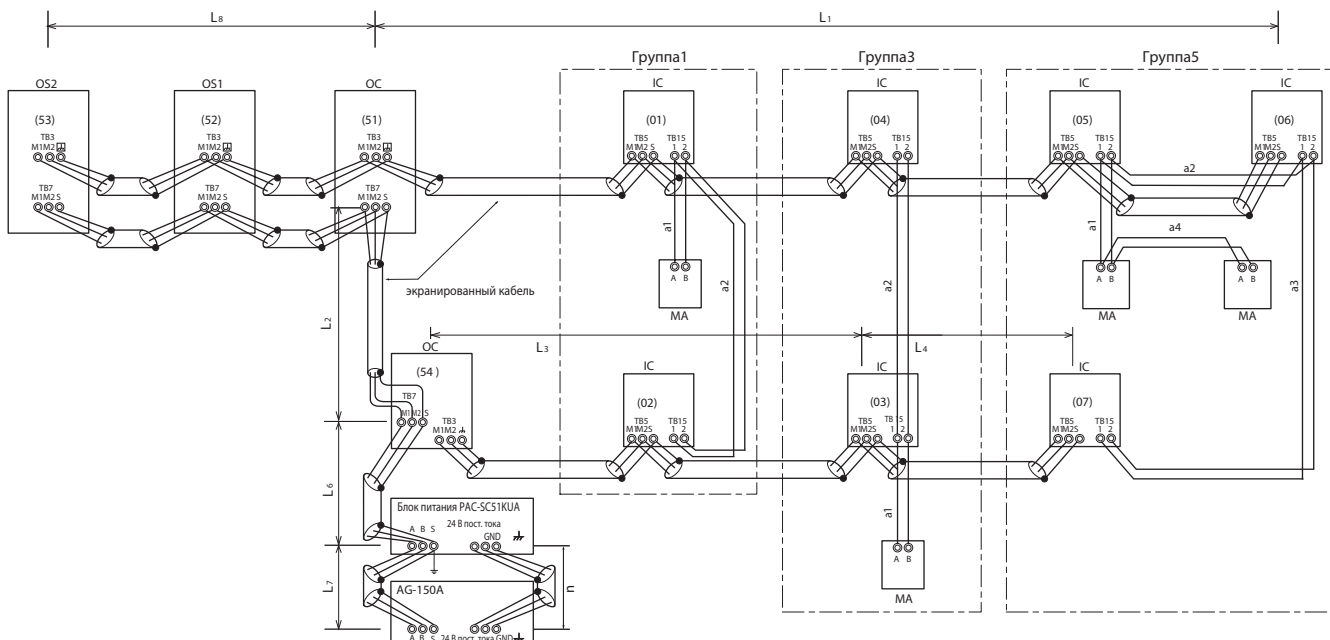 L8 L1
Группа1 Группа3 Группа5
OS2 OS1 OC IC IC IC IC
(53) (52) (51) (01) (04) (05) (06)
TB3 TB3 TB3 TB5 TB15 TB5 TB15 TB5 TB15 TB5 TB15
M1M2 M1M2 M1M2 M1M2 S 1 2 M1M2S 1 2 M1M2S 1 2 M1M2S 1 2
a2
TB7 TB7 TB7
M1M2 S M1M2 S M1M2 S
a1 a2 a2 a1 a4 a3
A B A B A B
экранированный кабель
MA MA MA
L2
L3 L4
OC IC IC IC
(54 ) (02) (03) (07)
TB7 TB5 TB15 TB5 TB 15 TB5 TB15
M1M2 S M1M2S 1 2 M1M2S 1 2 M1M2S 1 2
TB3
M1M2
L6
Блок питания PAC-SC51KUA
A B S 24 В пост. тока
GND
a1
L7 n
A B
AG-150A
MA
A B S 24 В пост. тока GND